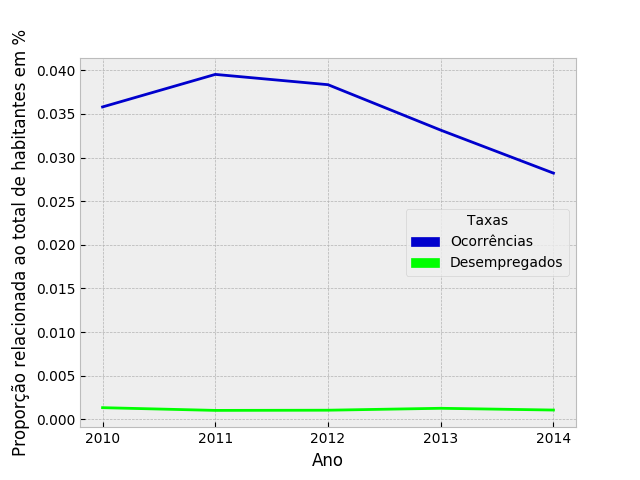 Proporção relacionada ao total de habitantes em %
0.040
0.035
0.030
0.025
0.020
0.015
0.010
0.005
0.000
Taxas
Ocorrências
Desempregados
2010 2011 2012 2013 2014
Ano